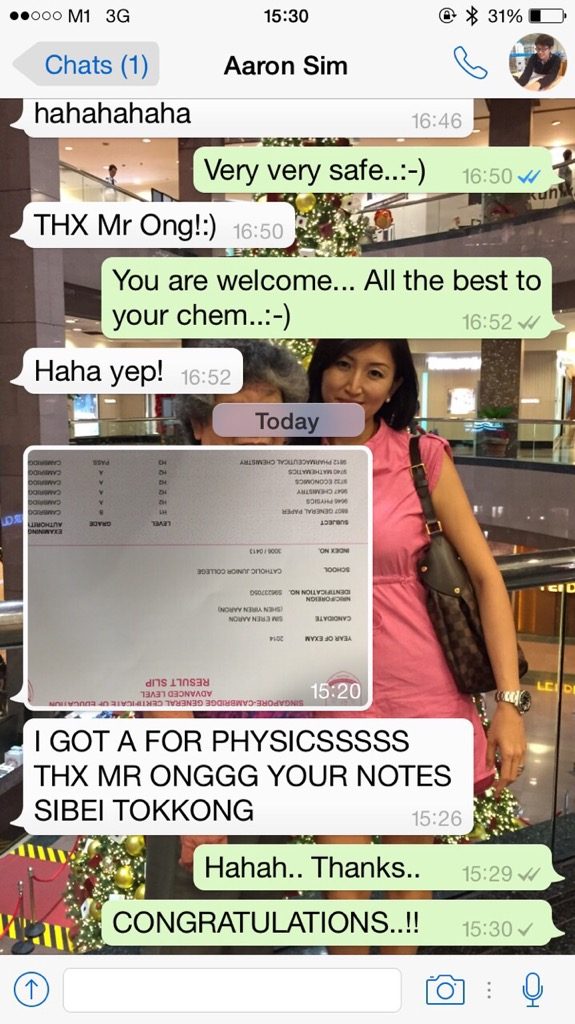 M1 3G 15:30 31%
Chats (1) Aaron Sim
hahahahaha 16:46
Very very safe..:-) 16:50
THX Mr Ong!:) 16:50
You are welcome... All the best to
your chem..:-) 16:52
Haha yep! 16:52
Today
SINGAPORE-CAMBRIDGE GENERAL CERTIFICATE OF EDUCATION
ADVANCED LEVEL
RESULT SLIP
YEAR OF EXAM 2014
CANDIDATE SIM EREN AARON
(SHEN YIREN AARON)
NRIC/FOREIGN
IDENTIFICATION NO.
SCHOOL CATHOLIC JUNIOR COLLEGE
INDEX NO. 3006 / 0413
SUBJECT LEVEL GRADE EXAMINING
AUTHORITY
8807 GENERAL PAPER H1 B CAMBRIDGE
9646 PHYSICS H2 A CAMBRIDGE
9647 CHEMISTRY H2 A CAMBRIDGE
9732 ECONOMICS H2 A CAMBRIDGE
9740 MATHEMATICS H2 A CAMBRIDGE
9812 PHARMACEUTICAL CHEMISTRY H3 PASS CAMBRIDGE
15:20
I GOT A FOR PHYSICSSSSS
THX MR ONGGG YOUR NOTES
SIBEI TOKKONG 15:26
Hahah.. Thanks.. 15:29
CONGRATULATIONS..!! 15:30